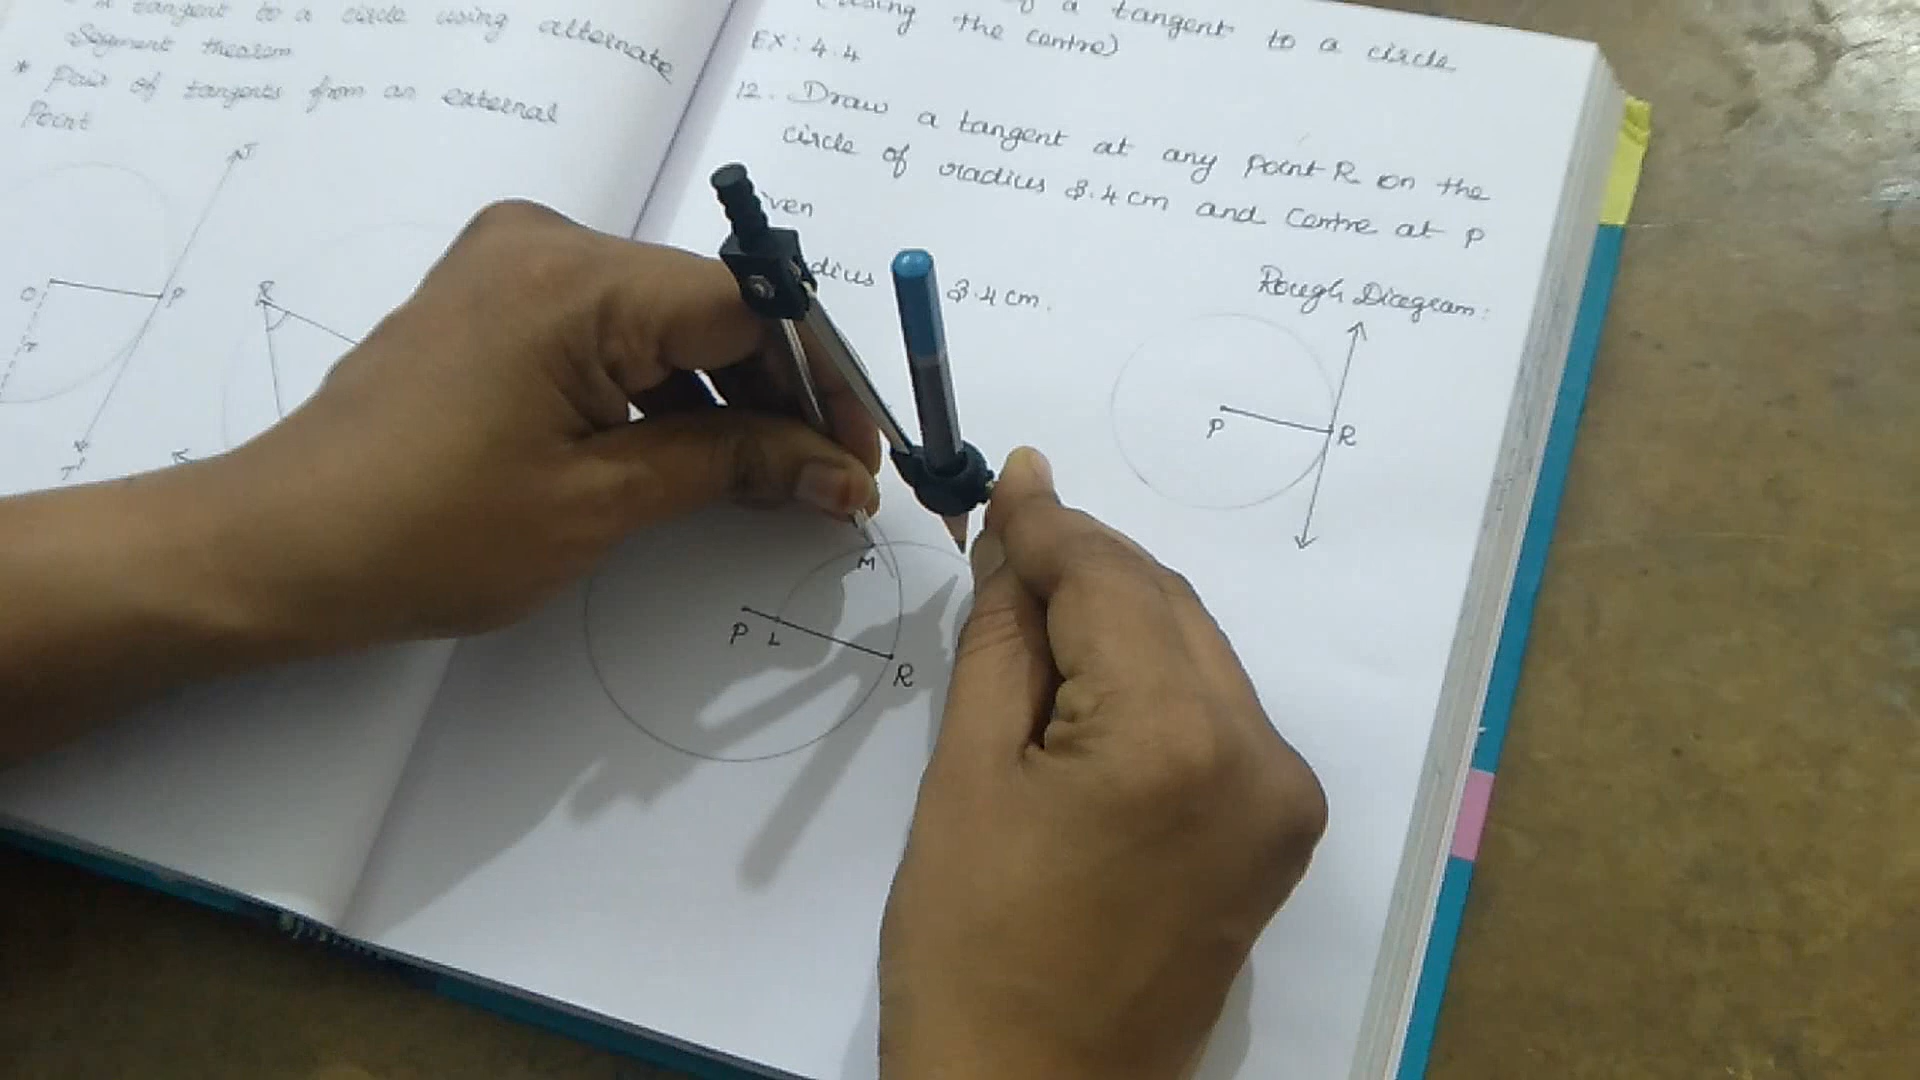 a tangent to a circle using alternate
Segment theorem
* Pair of tangents from an external
Point
T
O
P
R
T'
a tangent to a circle
the centre)
EX: 4.4
12. Draw a tangent at any point R on the
circle of radius 3.4 cm and Centre at P
ven
dius 3.4 cm.
Rough Diagram:
P
R
M
P L
R